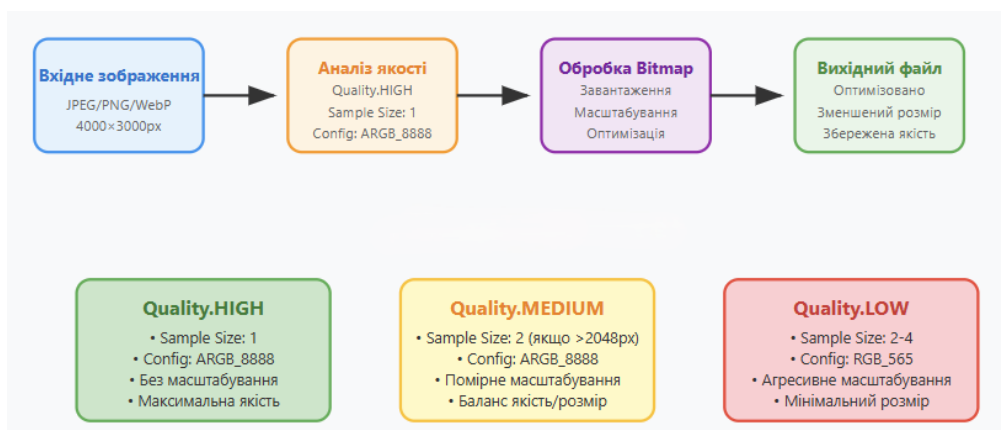 Вхідне зображення
JPEG/PNG/WebP
4000×3000px
Аналіз якості
Quality.HIGH
Sample Size: 1
Config: ARGB_8888
Обробка Bitmap
Завантаження
Масштабування
Оптимізація
Вихідний файл
Оптимізовано
Зменшений розмір
Збережена якість
Quality.HIGH
• Sample Size: 1
• Config: ARGB_8888
• Без масштабування
• Максимальна якість
Quality.MEDIUM
• Sample Size: 2 (якщо >2048px)
• Config: ARGB_8888
• Помірне масштабування
• Баланс якість/розмір
Quality.LOW
• Sample Size: 2-4
• Config: RGB_565
• Агресивне масштабування
• Мінімальний розмір